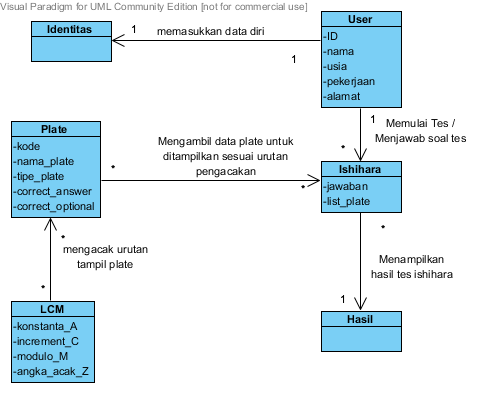 Visual Paradigm for UML Community Edition [not for commercial use]
Identitas
1
memasukkan data diri
1
User
-ID
-nama
-usia
-pekerjaan
-alamat
1
Memulai Tes /
Menjawab soal tes
*
Plate
-kode
-nama_plate
-tipe_plate
-correct_answer
-correct_optional
*
Mengambil data plate untuk
ditampilkan sesuai urutan
pengacakan
*
Ishihara
-jawaban
-list_plate
*
*
mengacak urutan
tampil plate
*
Menampilkan
hasil tes ishihara
1
LCM
-konstanta_A
-increment_C
-modulo_M
-angka_acak_Z
Hasil